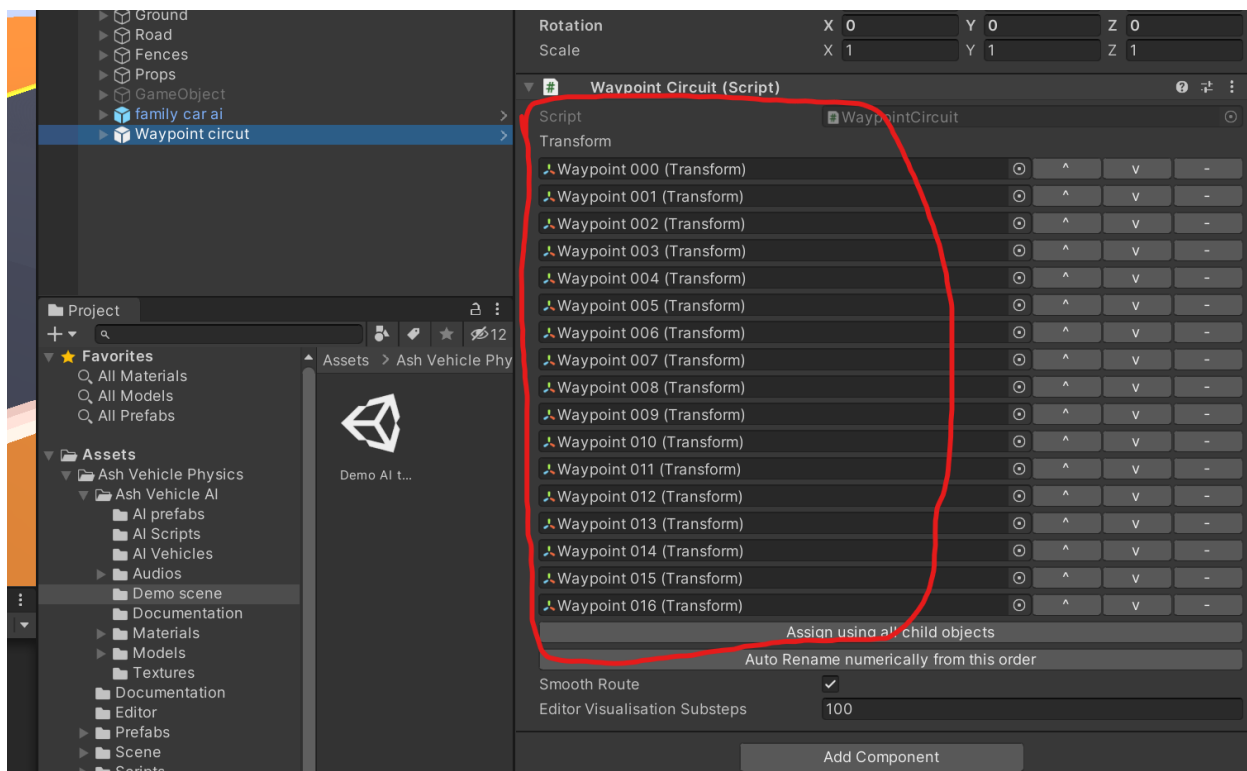 Ground
Road
Fences
Props
GameObject
family car ai
Waypoint circut
Project
12
Favorites
All Materials
All Models
All Prefabs
Assets
Ash Vehicle Physics
Ash Vehicle AI
AI prefabs
AI Scripts
AI Vehicles
Audios
Demo scene
Documentation
Materials
Models
Textures
Documentation
Editor
Prefabs
Scene
Scripts
Assets > Ash Vehicle Phy
Demo AI t...
Rotation X 0 Y 0 Z 0
Scale X 1 Y 1 Z 1
# Waypoint Circuit (Script)
Script # WaypointCircuit
Transform
Waypoint 000 (Transform) ^ v -
Waypoint 001 (Transform) ^ v -
Waypoint 002 (Transform) ^ v -
Waypoint 003 (Transform) ^ v -
Waypoint 004 (Transform) ^ v -
Waypoint 005 (Transform) ^ v -
Waypoint 006 (Transform) ^ v -
Waypoint 007 (Transform) ^ v -
Waypoint 008 (Transform) ^ v -
Waypoint 009 (Transform) ^ v -
Waypoint 010 (Transform) ^ v -
Waypoint 011 (Transform) ^ v -
Waypoint 012 (Transform) ^ v -
Waypoint 013 (Transform) ^ v -
Waypoint 014 (Transform) ^ v -
Waypoint 015 (Transform) ^ v -
Waypoint 016 (Transform) ^ v -
Assign using all child objects
Auto Rename numerically from this order
Smooth Route
Editor Visualisation Substeps 100
Add Component